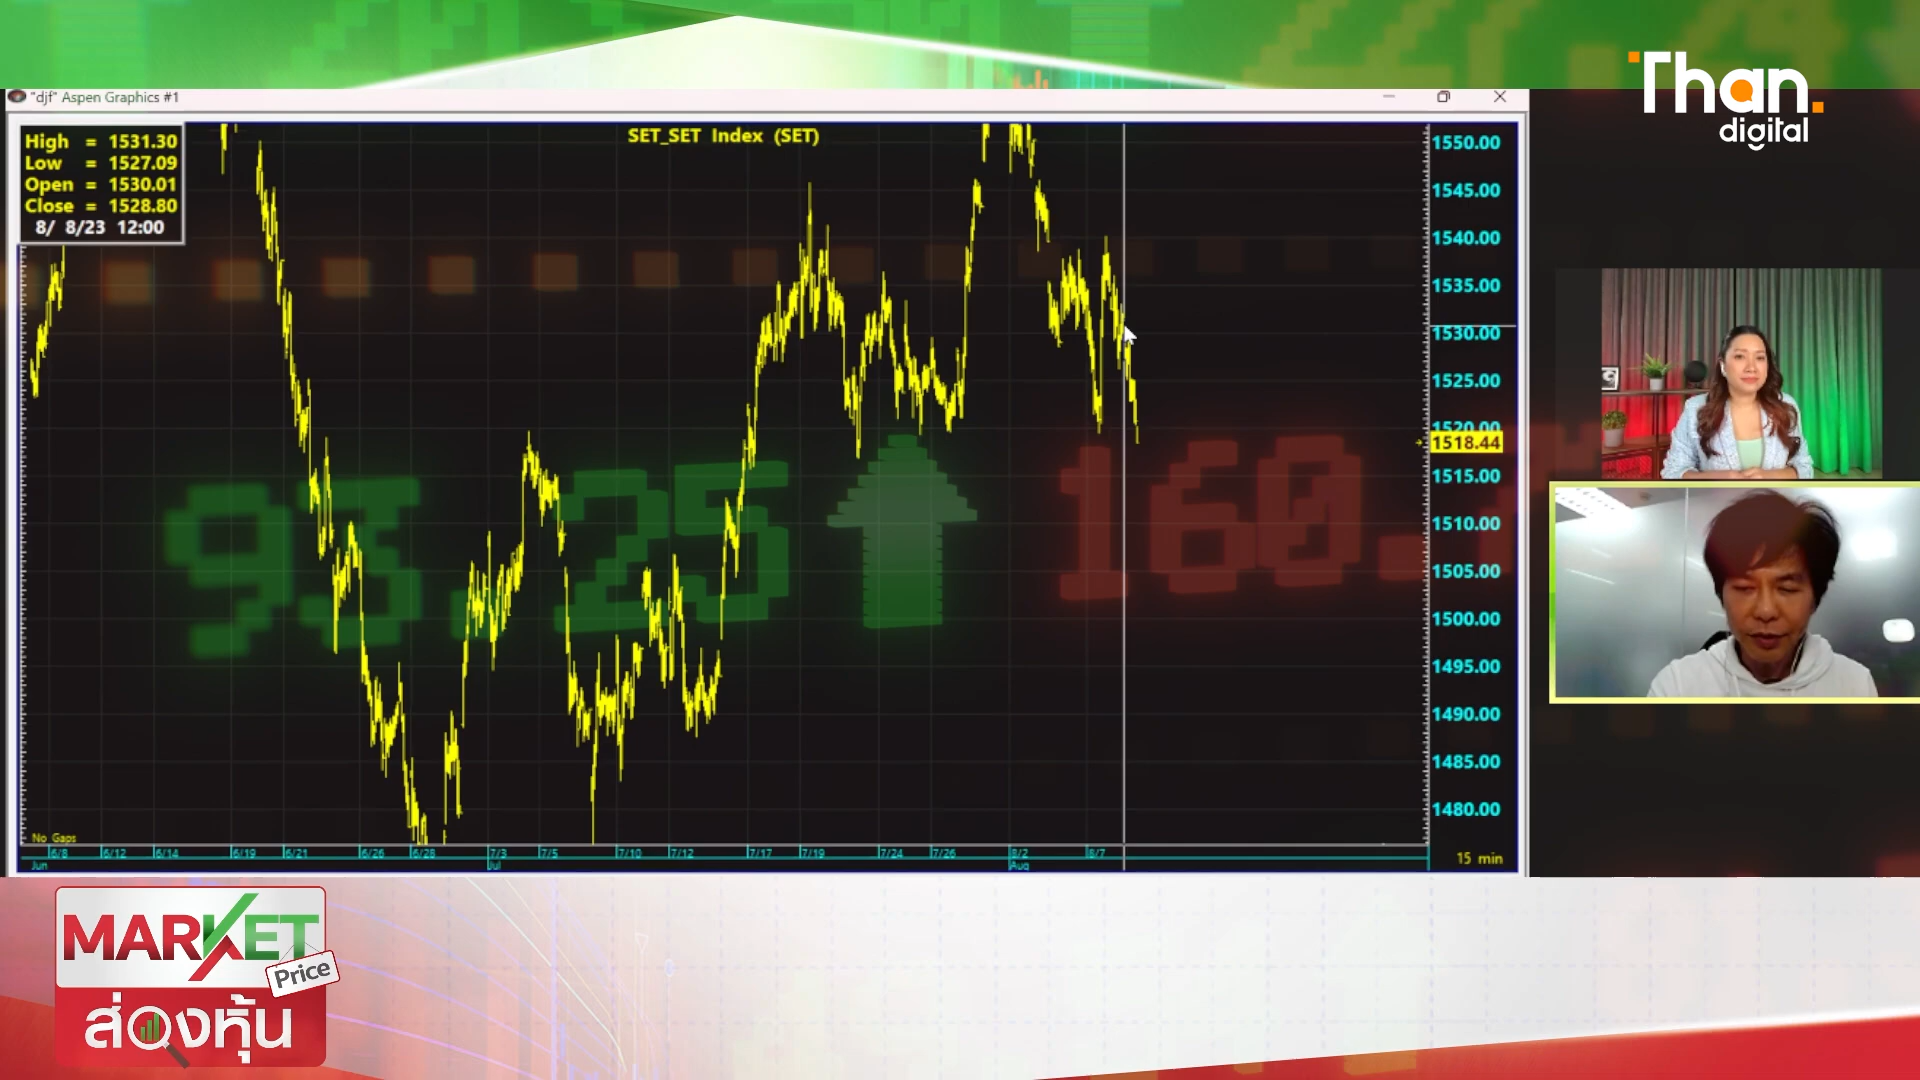 Than.
digital
"djf" Aspen Graphics #1
High = 1531.30
Low = 1527.09
Open = 1530.01
Close = 1528.80
8/ 8/23 12:00
SET_SET Index (SET)
1550.00
1545.00
1540.00
1535.00
1530.00
1525.00
1520.00
1518.44
1515.00
1510.00
1505.00
1500.00
1495.00
1490.00
1485.00
1480.00
93.25
160.
No Gaps
6/8 6/12 6/14 6/19 6/21 6/26 6/28 7/3 7/5 7/10 7/12 7/17 7/19 7/24 7/26 8/2 8/7
Jun Jul Aug
15 min
MARKET
Price
ส่องหุ้น